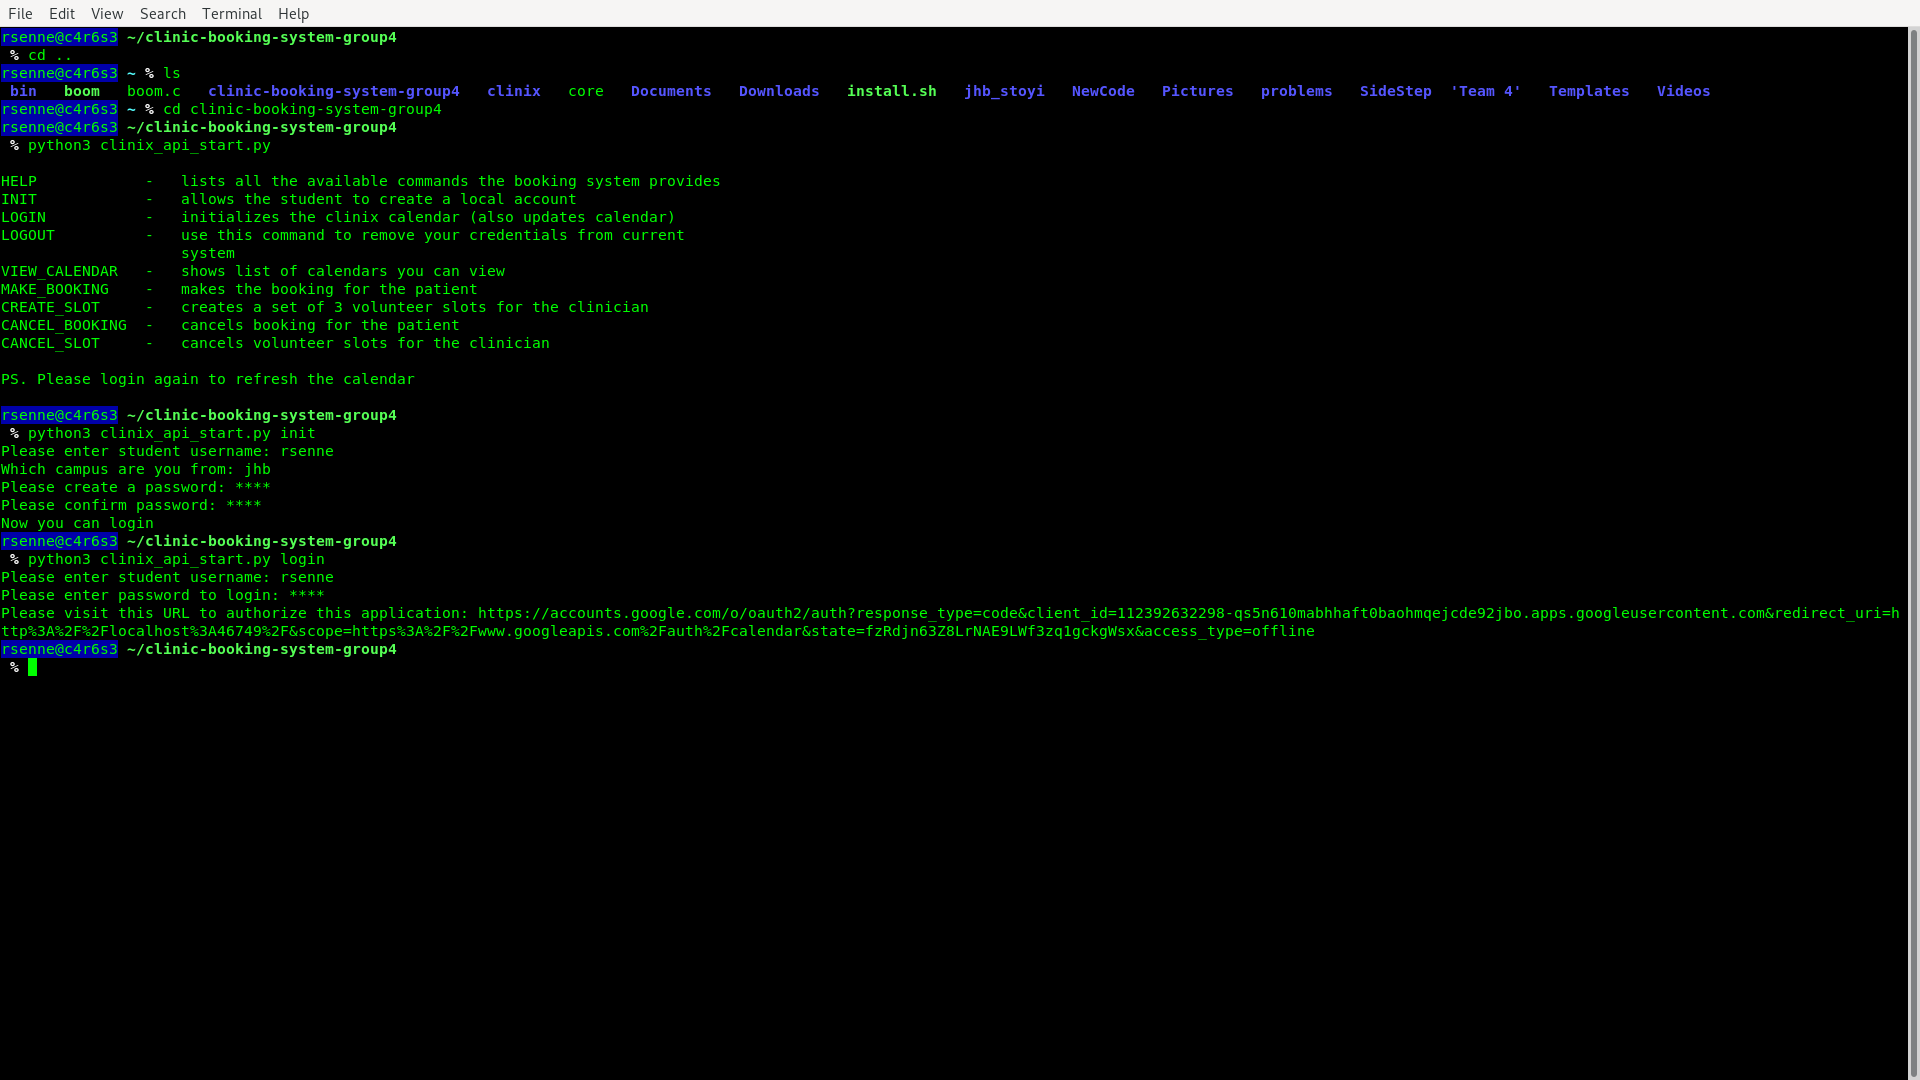 File Edit View Search Terminal Help
rsenne@c4r6s3 ~/clinic-booking-system-group4
% cd ..
rsenne@c4r6s3 ~ % ls
bin boom boom.c clinic-booking-system-group4 clinix core Documents Downloads install.sh jhb_stoyi NewCode Pictures problems SideStep 'Team 4' Templates Videos
rsenne@c4r6s3 ~ % cd clinic-booking-system-group4
rsenne@c4r6s3 ~/clinic-booking-system-group4
% python3 clinix_api_start.py
HELP - lists all the available commands the booking system provides
INIT - allows the student to create a local account
LOGIN - initializes the clinix calendar (also updates calendar)
LOGOUT - use this command to remove your credentials from current
system
VIEW_CALENDAR - shows list of calendars you can view
MAKE_BOOKING - makes the booking for the patient
CREATE_SLOT - creates a set of 3 volunteer slots for the clinician
CANCEL_BOOKING - cancels booking for the patient
CANCEL_SLOT - cancels volunteer slots for the clinician
PS. Please login again to refresh the calendar
rsenne@c4r6s3 ~/clinic-booking-system-group4
% python3 clinix_api_start.py init
Please enter student username: rsenne
Which campus are you from: jhb
Please create a password: ****
Please confirm password: ****
Now you can login
rsenne@c4r6s3 ~/clinic-booking-system-group4
% python3 clinix_api_start.py login
Please enter student username: rsenne
Please enter password to login: ****
Please visit this URL to authorize this application: https://accounts.google.com/o/oauth2/auth?response_type=code&client_id=112392632298-qs5n610mabhhaft0baohmqejcde92jbo.apps.googleusercontent.com&redirect_uri=h
ttp%3A%2F%2Flocalhost%3A46749%2F&scope=https%3A%2F%2Fwww.googleapis.com%2Fauth%2Fcalendar&state=fzRdjn63Z8LrNAE9LWf3zq1gckgWsx&access_type=offline
rsenne@c4r6s3 ~/clinic-booking-system-group4
%